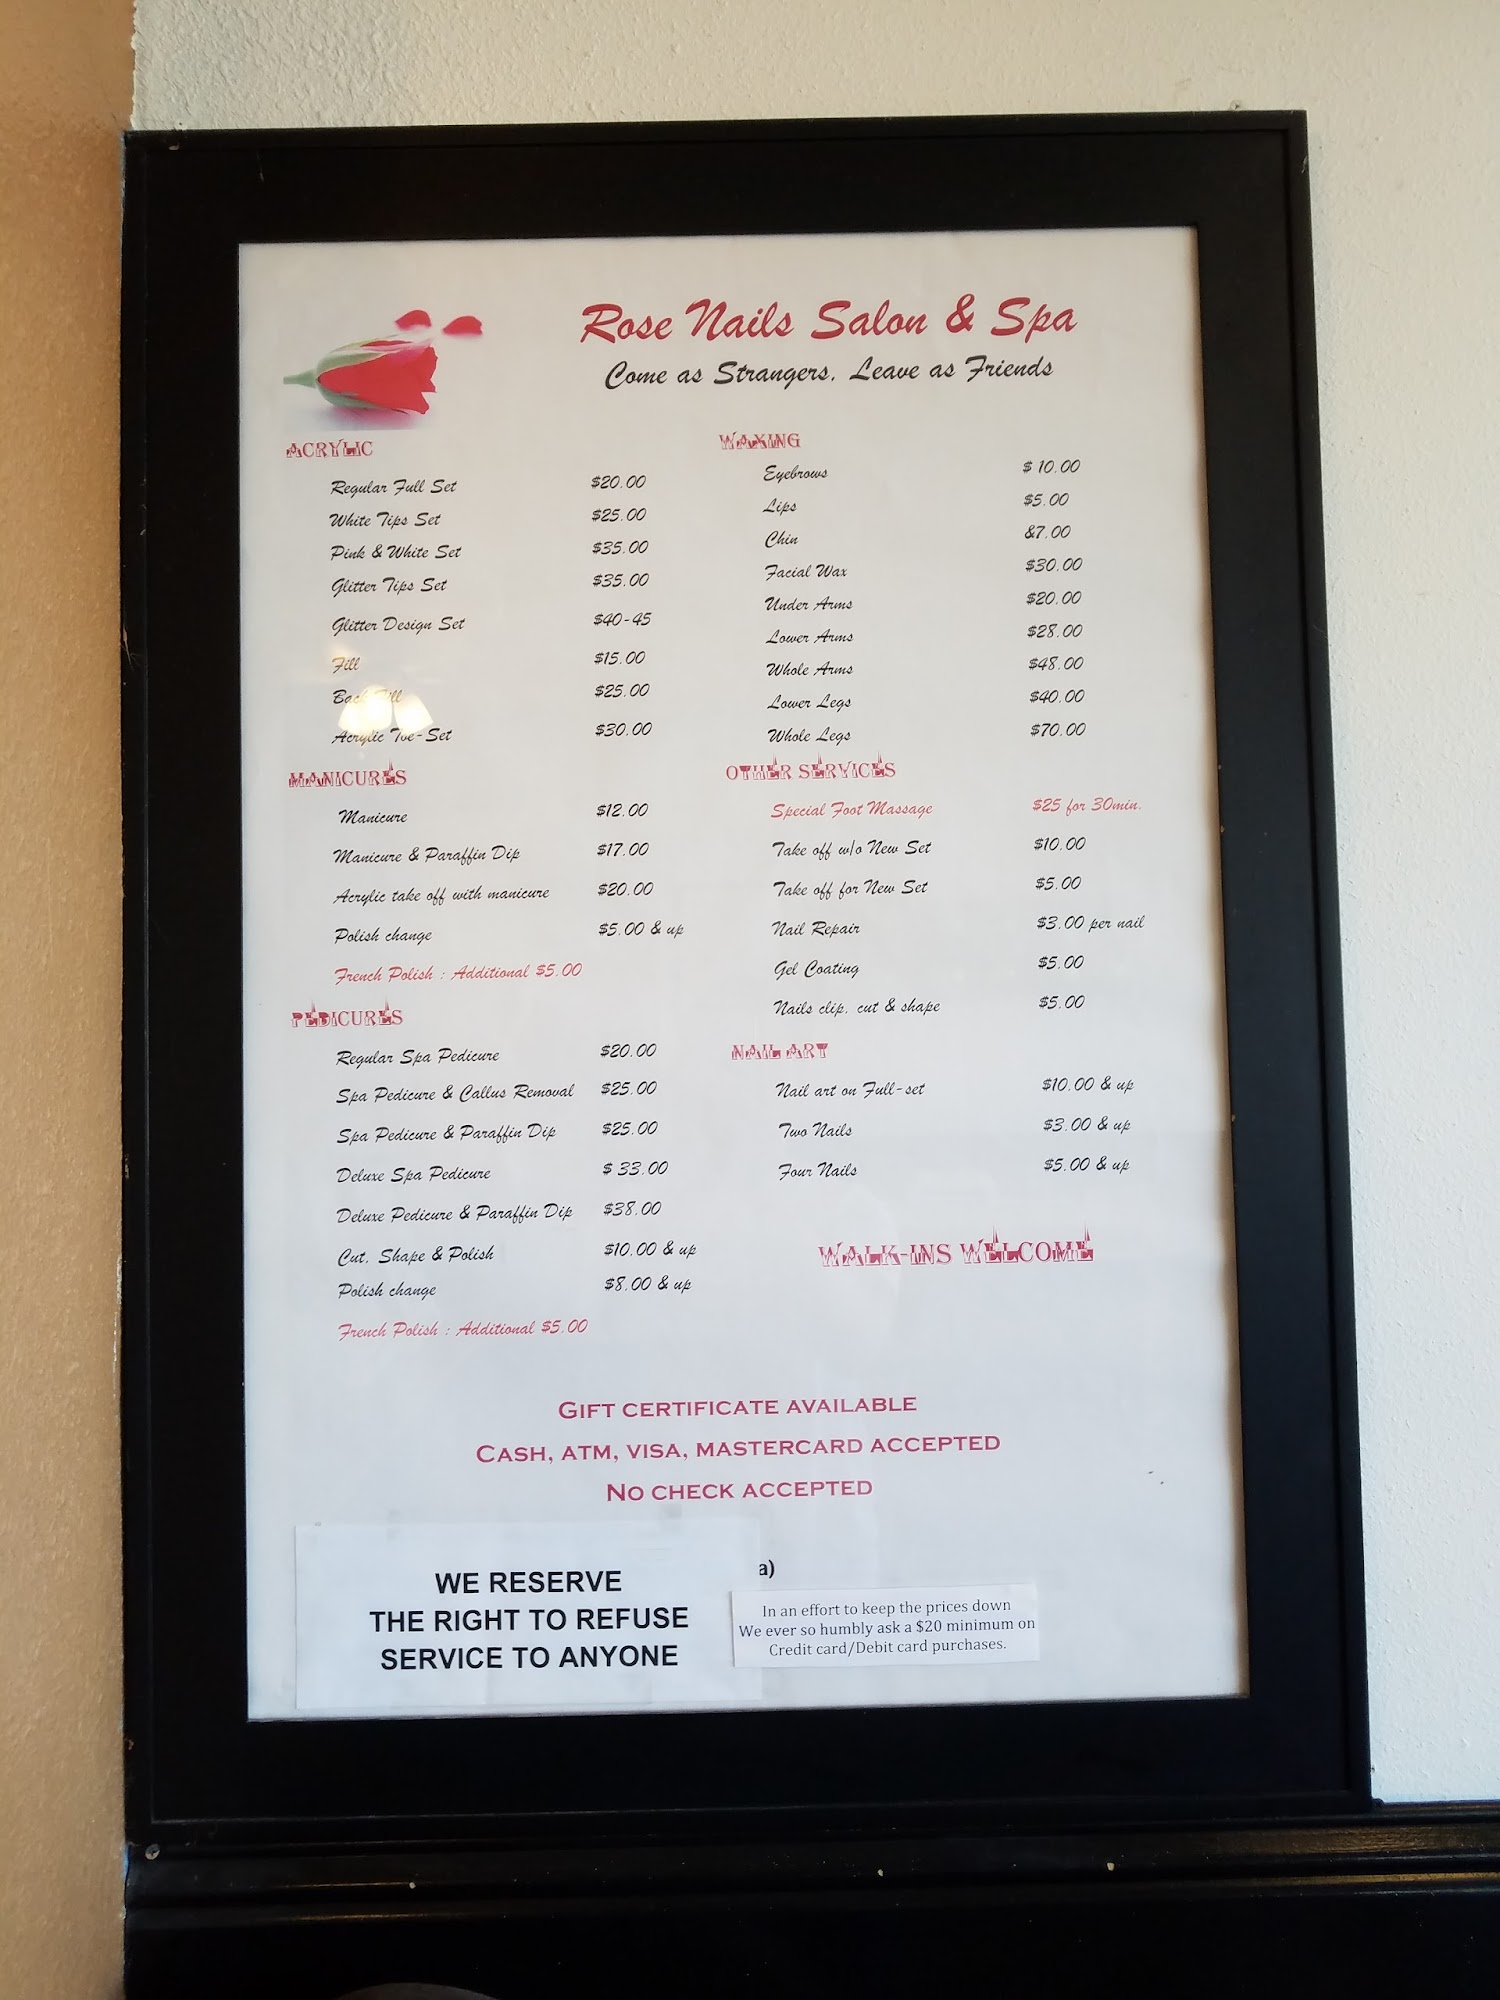 Rose Nails Salon & Spa
Come as Strangers, Leave as Friends
ACRYLIC
Regular Full Set $20.00
White Tips Set $25.00
Pink & White Set $35.00
Glitter Tips Set $35.00
Glitter Design Set $40-45
Fill $15.00
Back Fill $25.00
Acrylic Toe-Set $30.00
MANICURES
Manicure $12.00
Manicure & Paraffin Dip $17.00
Acrylic take off with manicure $20.00
Polish change $5.00 & up
French Polish : Additional $5.00
PEDICURES
Regular Spa Pedicure $20.00
Spa Pedicure & Callus Removal $25.00
Spa Pedicure & Paraffin Dip $25.00
Deluxe Spa Pedicure $ 33.00
Deluxe Pedicure & Paraffin Dip $38.00
Cut, Shape & Polish $10.00 & up
Polish change $8.00 & up
French Polish : Additional $5.00
WAXING
Eyebrows $ 10.00
Lips $5.00
Chin &7.00
Facial Wax $30.00
Under Arms $20.00
Lower Arms $28.00
Whole Arms $48.00
Lower Legs $40.00
Whole Legs $70.00
OTHER SERVICES
Special Foot Massage $25 for 30min.
Take off w/o New Set $10.00
Take off for New Set $5.00
Nail Repair $3.00 per nail
Gel Coating $5.00
Nails clip, cut & shape $5.00
NAIL ART
Nail art on Full-set $10.00 & up
Two Nails $3.00 & up
Four Nails $5.00 & up
WALK-INS WELCOME
GIFT CERTIFICATE AVAILABLE
CASH, ATM, VISA, MASTERCARD ACCEPTED
NO CHECK ACCEPTED
WE RESERVE
THE RIGHT TO REFUSE
SERVICE TO ANYONE
a)
In an effort to keep the prices down
We ever so humbly ask a $20 minimum on
Credit card/Debit card purchases.